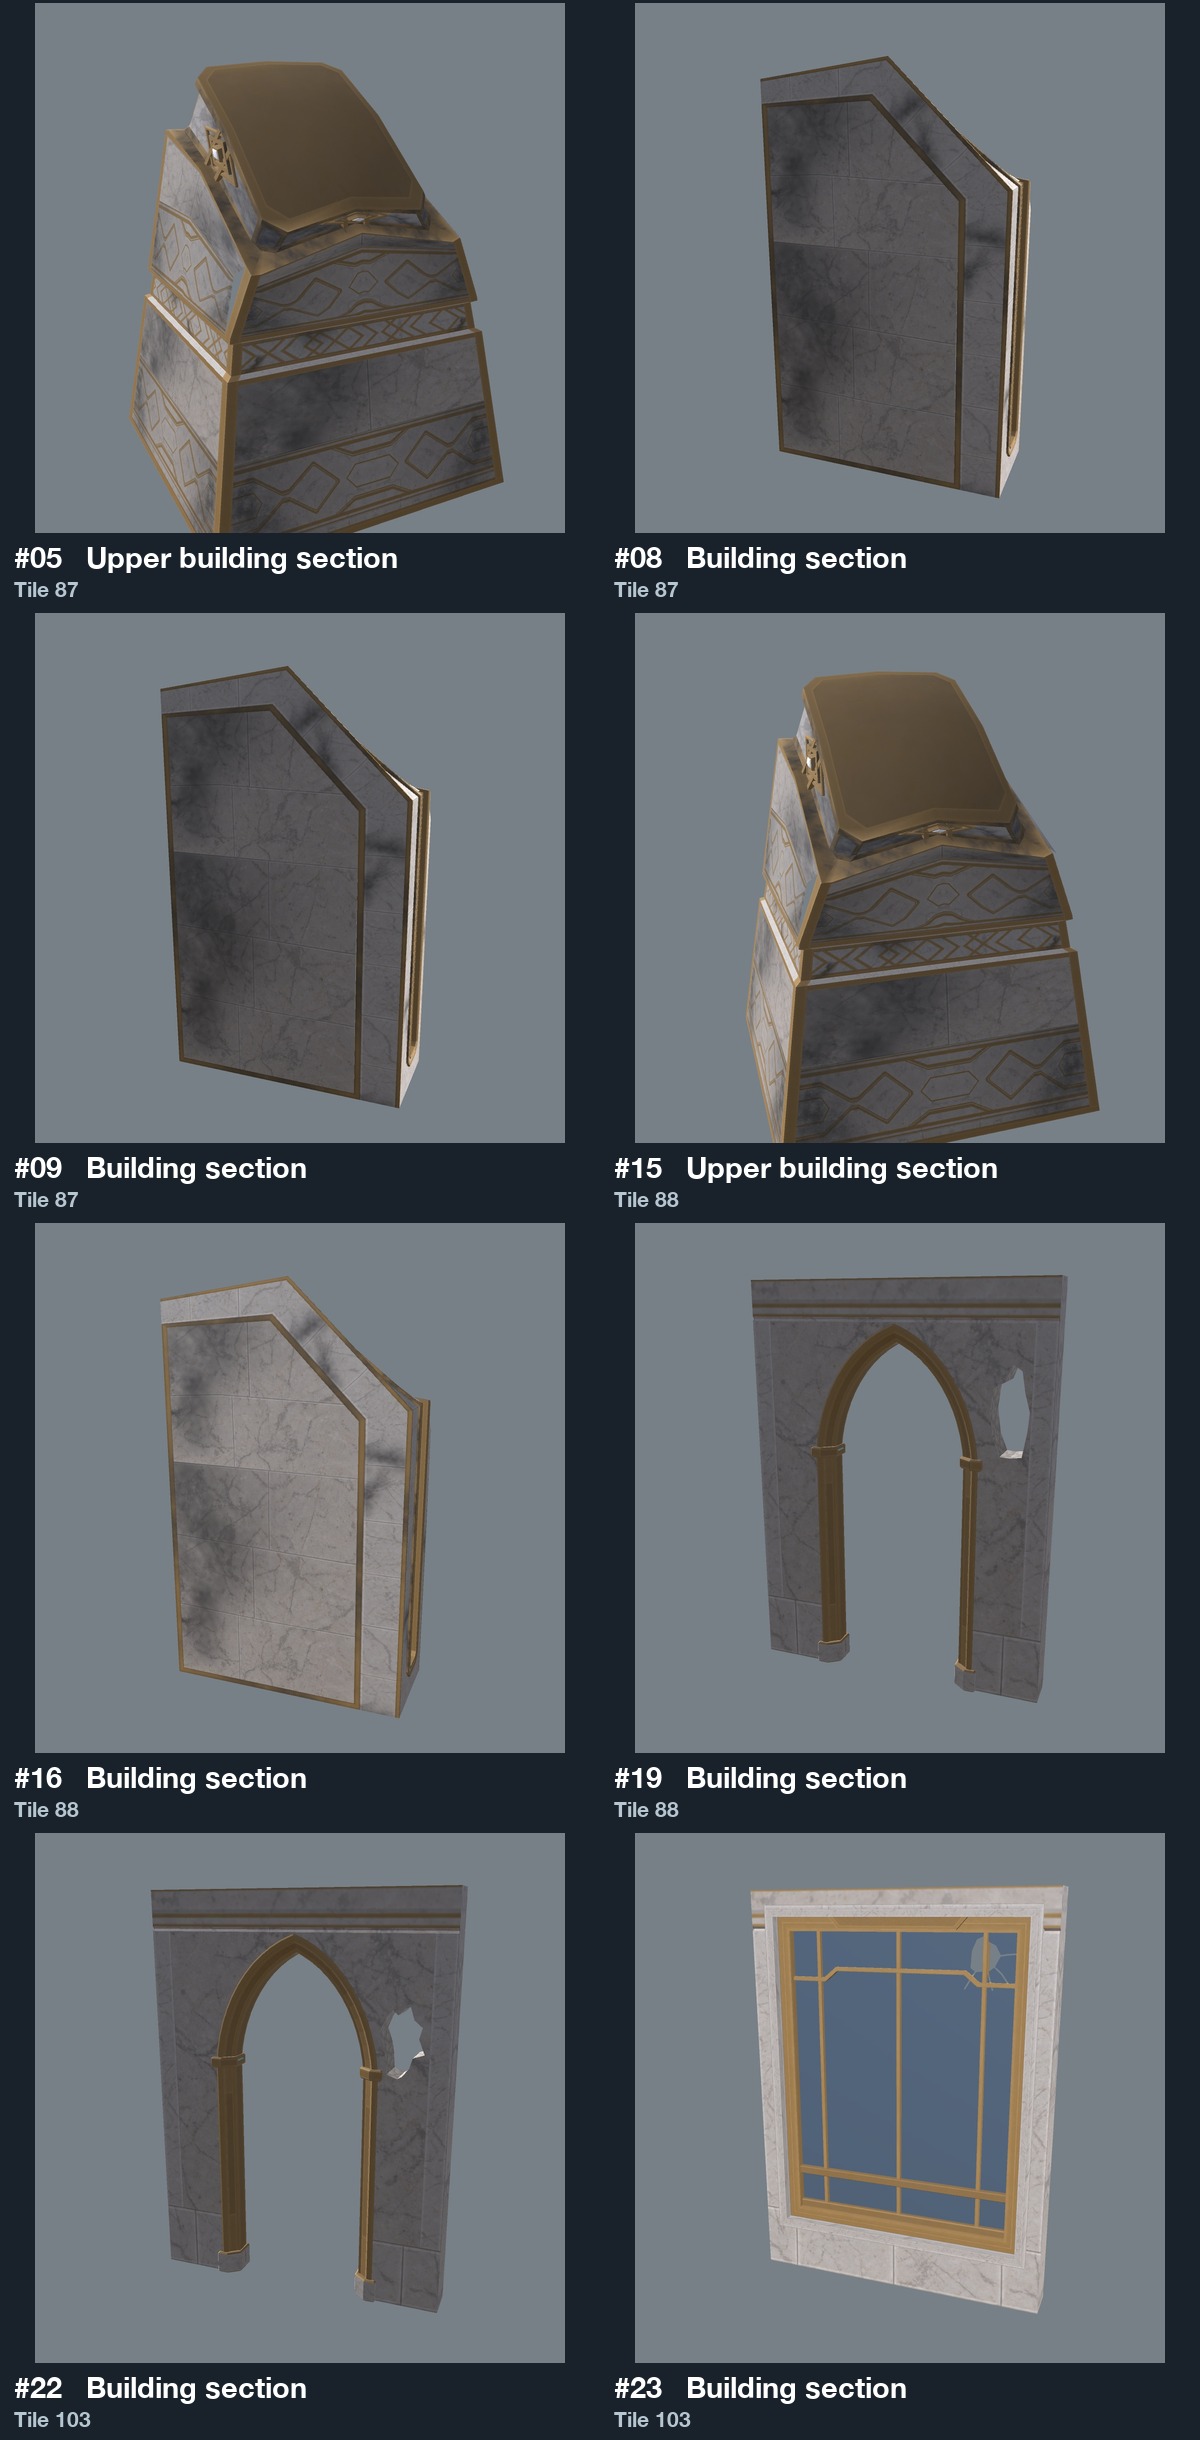 #05 Upper building section
Tile 87
#08 Building section
Tile 87
#09 Building section
Tile 87
#15 Upper building section
Tile 88
#16 Building section
Tile 88
#19 Building section
Tile 88
#22 Building section
Tile 103
#23 Building section
Tile 103